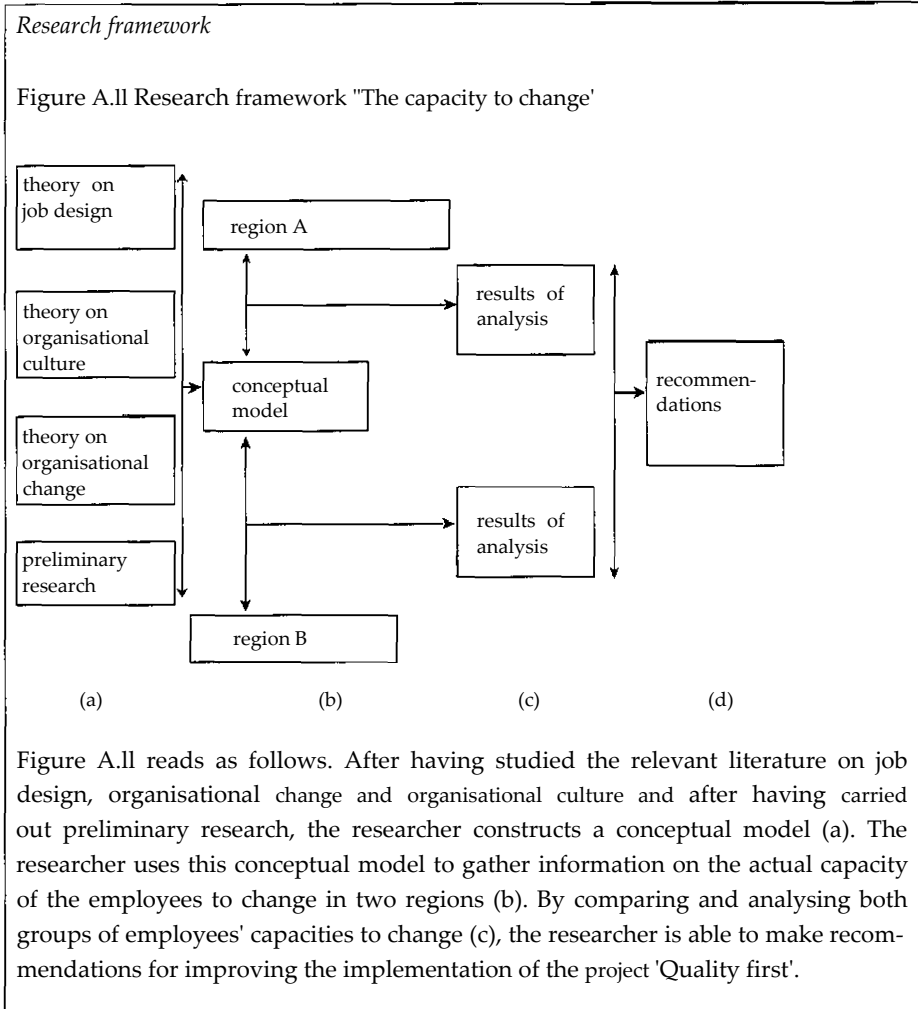 Research framework
Figure A.ll Research framework "The capacity to change'
theory on
job design
theory on
organisational
culture
theory on
organisational
change
preliminary
research
region A
conceptual
model
region B
results of
analysis
results of
analysis
recommen-
dations
(a)
(b)
(c)
(d)
Figure A.ll reads as follows. After having studied the relevant literature on job
design, organisational change and organisational culture and after having carried
out preliminary research, the researcher constructs a conceptual model (a). The
researcher uses this conceptual model to gather information on the actual capacity
of the employees to change in two regions (b). By comparing and analysing both
groups of employees' capacities to change (c), the researcher is able to make recom-
mendations for improving the implementation of the project 'Quality first'.